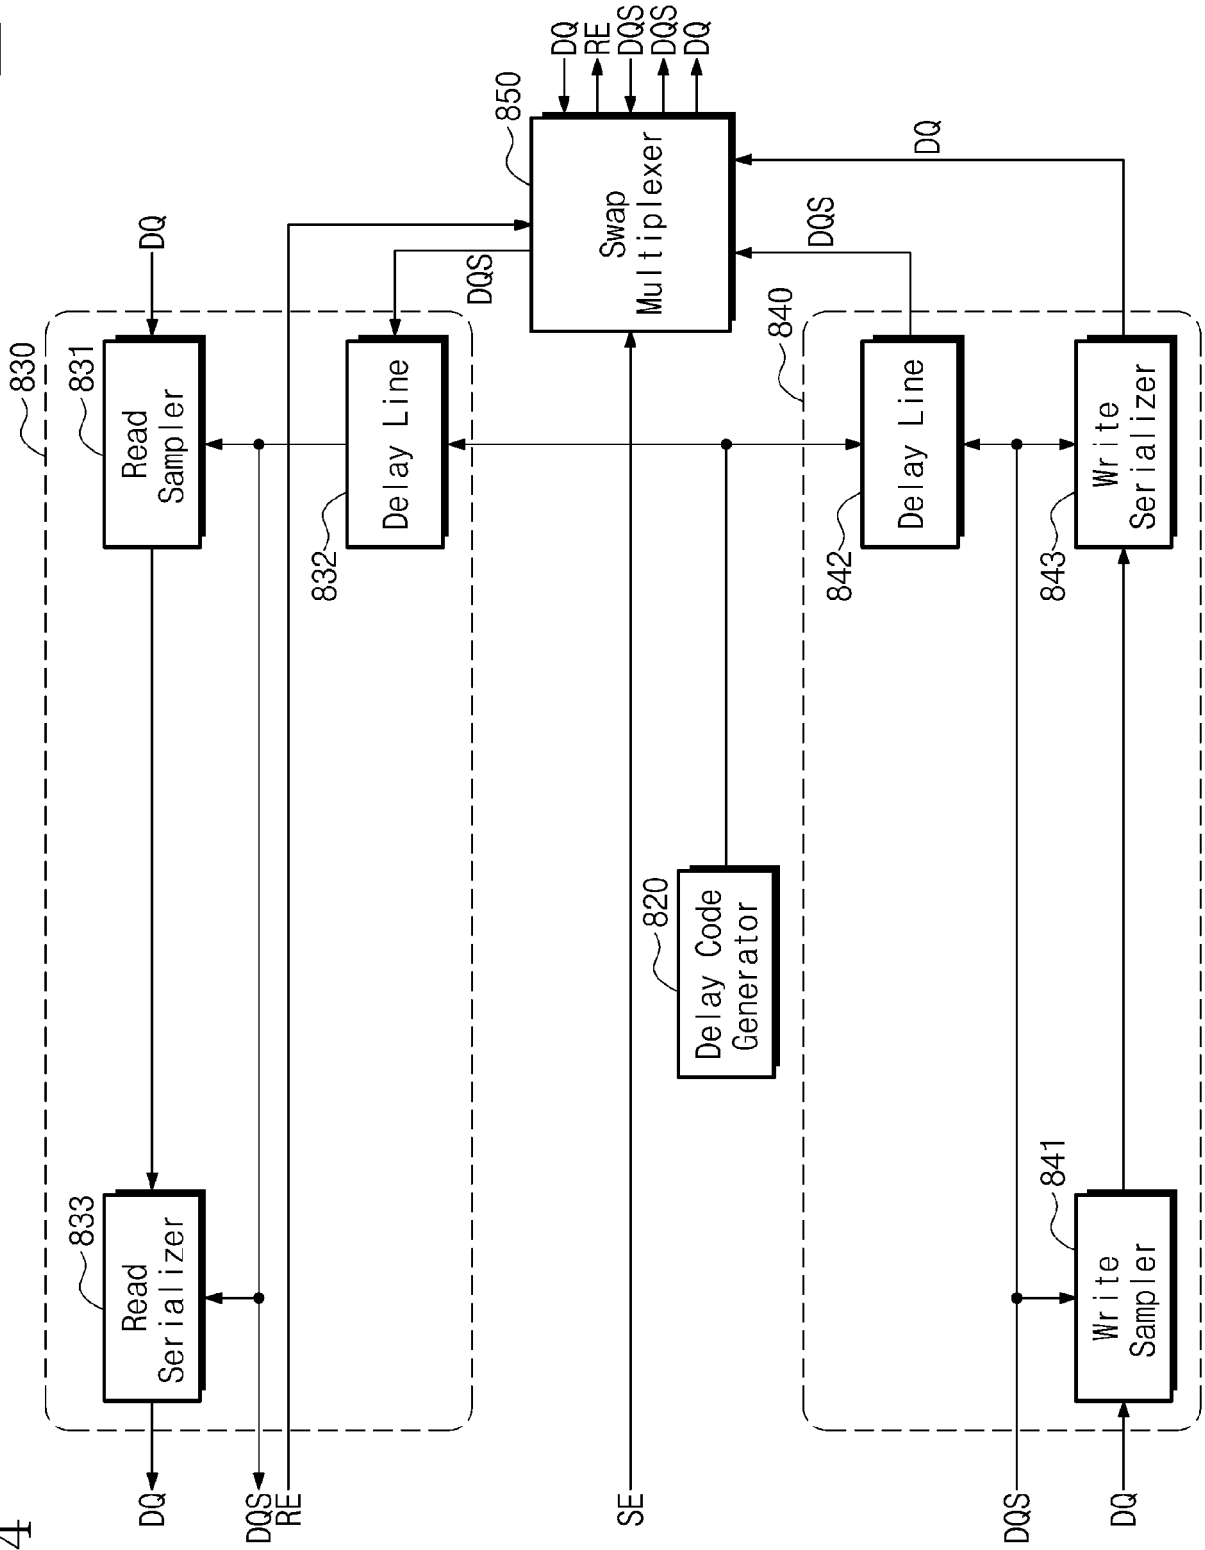 4
830
833
Read
Serializer
831
Read
Sampler
DQ
DQ
DQS
RE
832
Delay Line
DQS
850
Swap
Multiplexer
DQ
RE
DQS
DQS
DQ
SE
820
Delay Code
Generator
840
842
Delay Line
DQS
DQ
DQS
841
Write
Sampler
843
Write
Serializer
DQ